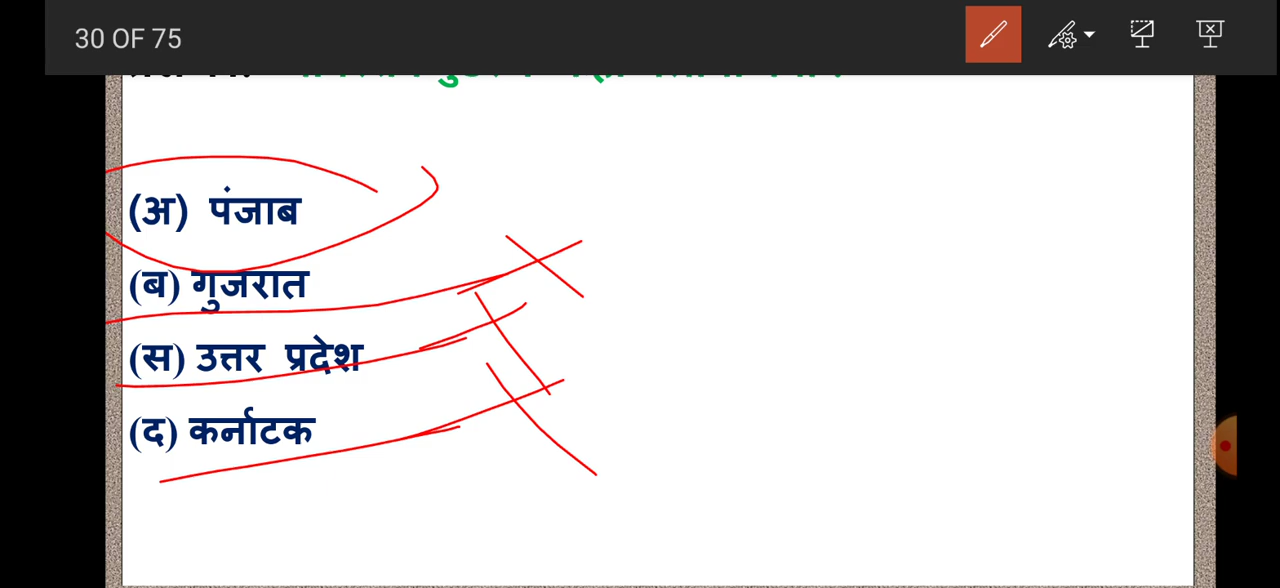 30 OF 75
(अ) पंजाब
(ब) गुजरात
(स) उत्तर प्रदेश
(द) कर्नाटक